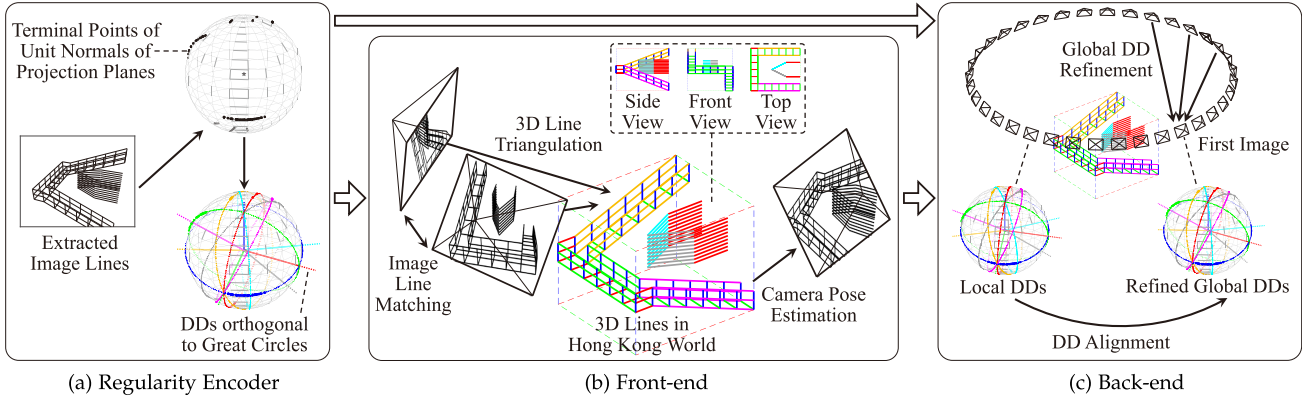 Terminal Points of
Unit Normals of
Projection Planes
Extracted
Image Lines
DDs orthogonal
to Great Circles
(a) Regularity Encoder
Side
View
Front
View
Top
View
3D Line
Triangulation
Image
Line
Matching
3D Lines in
Hong Kong World
Camera Pose
Estimation
(b) Front-end
Global DD
Refinement
First Image
Local DDs
Refined Global DDs
DD Alignment
(c) Back-end